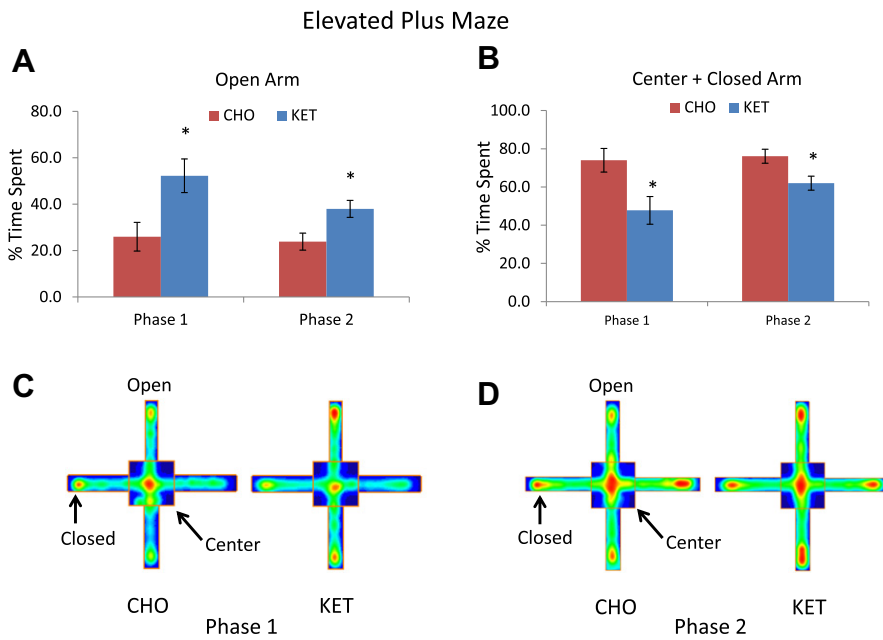 Elevated Plus Maze
A
Open Arm
CHO KET
80.0
60.0
40.0
20.0
0.0
% Time Spent
*
*
Phase 1 Phase 2
B
Center + Closed Arm
CHO KET
100.0
80.0
60.0
40.0
20.0
0.0
% Time Spent
*
*
Phase 1 Phase 2
C
Open
Closed
Center
CHO KET
Phase 1
D
Open
Closed
Center
CHO KET
Phase 2